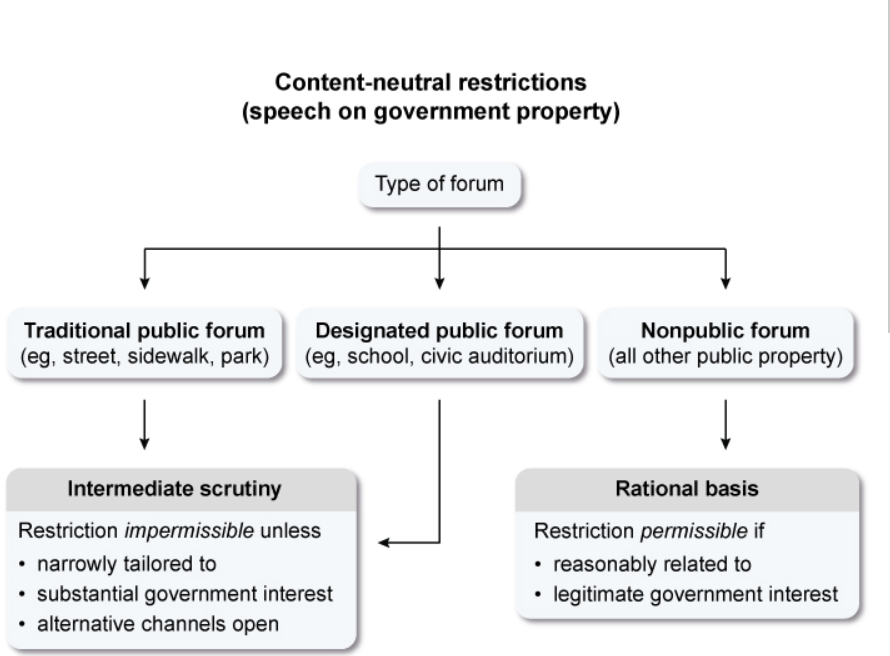 Content-neutral restrictions
(speech on government property)
Type of forum
Traditional public forum
(eg, street, sidewalk, park)
Designated public forum
(eg, school, civic auditorium)
Nonpublic forum
(all other public property)
Intermediate scrutiny
Restriction impermissible unless
• narrowly tailored to
• substantial government interest
• alternative channels open
Rational basis
Restriction permissible if
• reasonably related to
• legitimate government interest